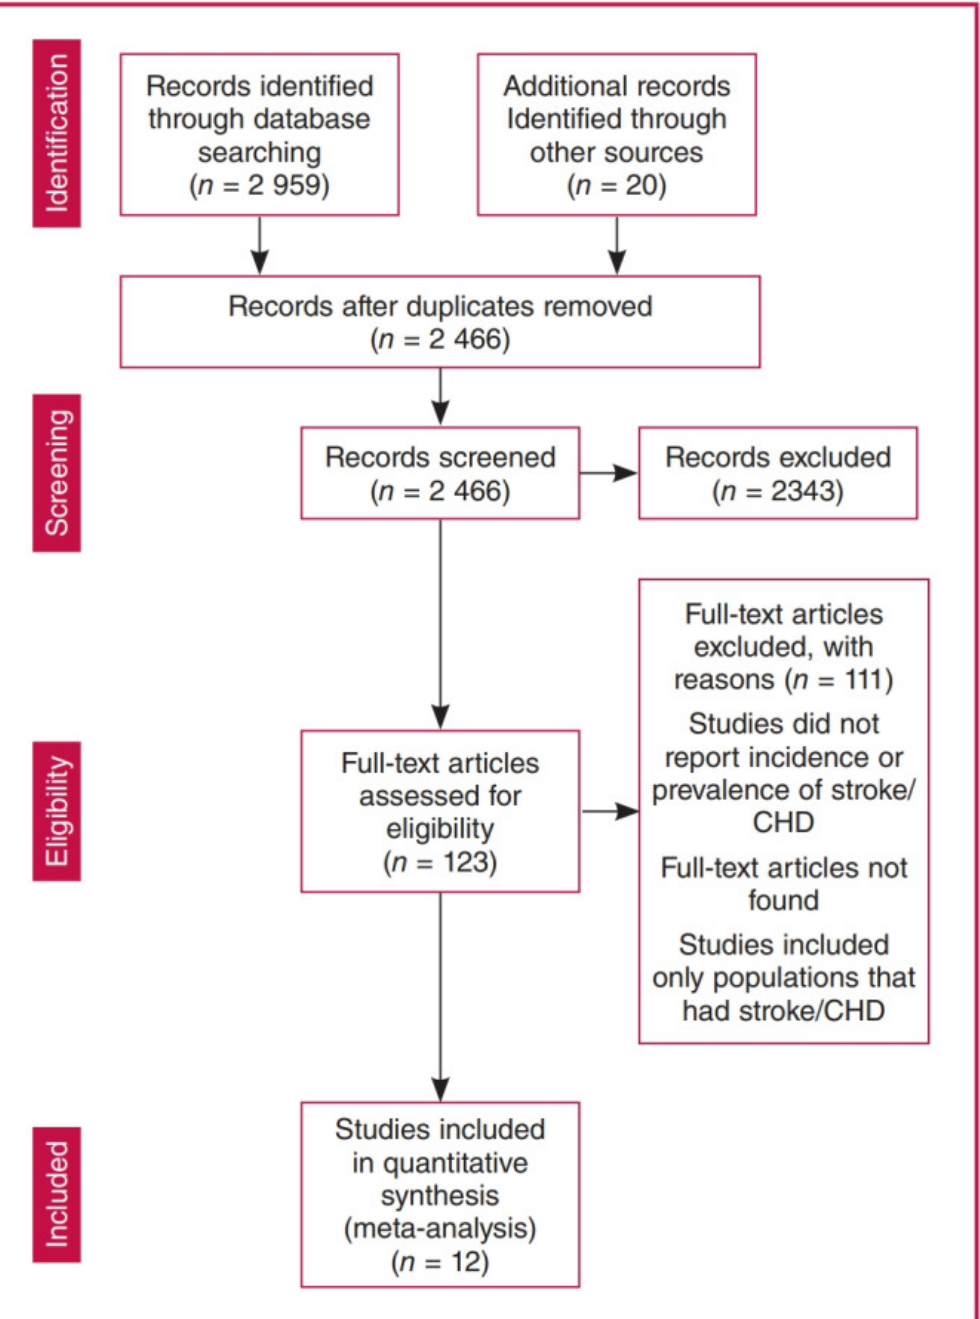 Identification
Records identified
through database
searching
(n = 2 959)
Additional records
Identified through
other sources
(n = 20)
Records after duplicates removed
(n = 2 466)
Screening
Records screened
(n = 2 466)
Records excluded
(n = 2343)
Eligibility
Full-text articles
assessed for
eligibility
(n = 123)
Full-text articles
excluded, with
reasons (n = 111)
Studies did not
report incidence or
prevalence of stroke/
CHD
Full-text articles not
found
Studies included
only populations that
had stroke/CHD
Included
Studies included
in quantitative
synthesis
(meta-analysis)
(n = 12)